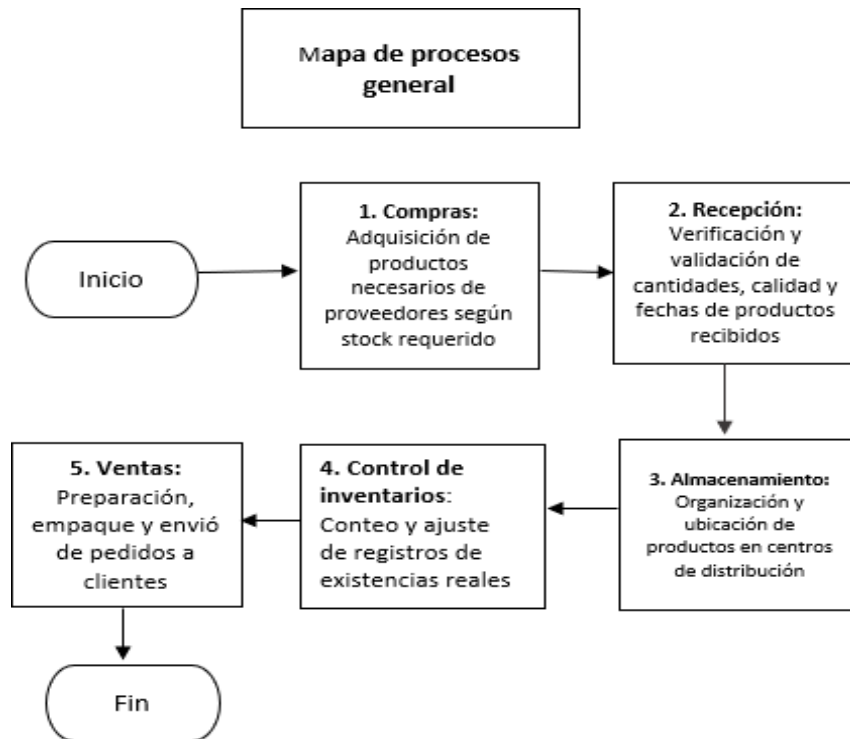 Mapa de procesos
general
Inicio
1. Compras:
Adquisición de
productos
necesarios de
proveedores según
stock requerido
2. Recepción:
Verificación y
validación de
cantidades, calidad y
fechas de productos
recibidos
3. Almacenamiento:
Organización y
ubicación de
productos en centros
de distribución
4. Control de
inventarios:
Conteo y ajuste
de registros de
existencias reales
5. Ventas:
Preparación,
empaque y envió
de pedidos a
clientes
Fin